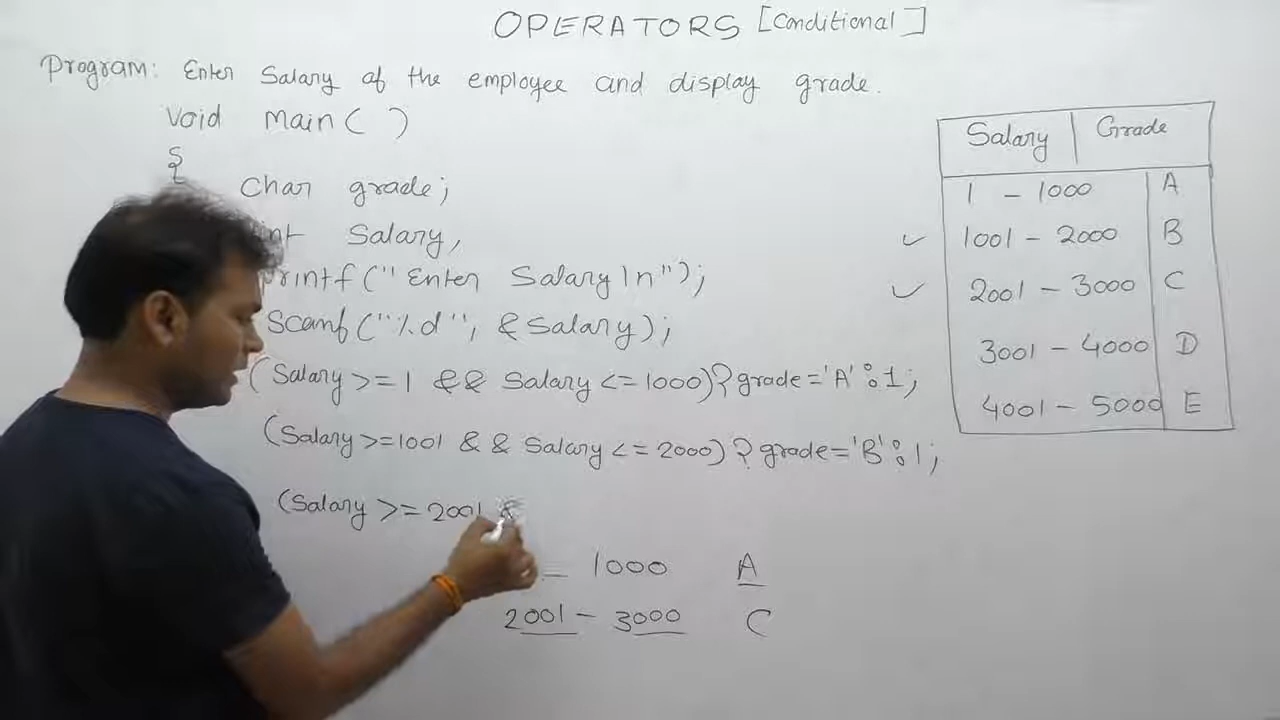 OPERATORS [Conditional]
Program: Enter Salary of the employee and display grade.
Void main( )
{
char grade;
int Salary,
printf("Enter Salary\n");
Scanf("%d", &Salary);
(Salary >= 1 && Salary <= 1000)? grade='A':1;
(Salary >=1001 && Salary <= 2000)? grade='B':1;
(Salary >= 2001 &
– 1000 A
2001 – 3000 C
Salary | Grade
1 – 1000 A
✓ 1001 – 2000 B
✓ 2001 – 3000 C
3001 – 4000 D
4001 – 5000 E